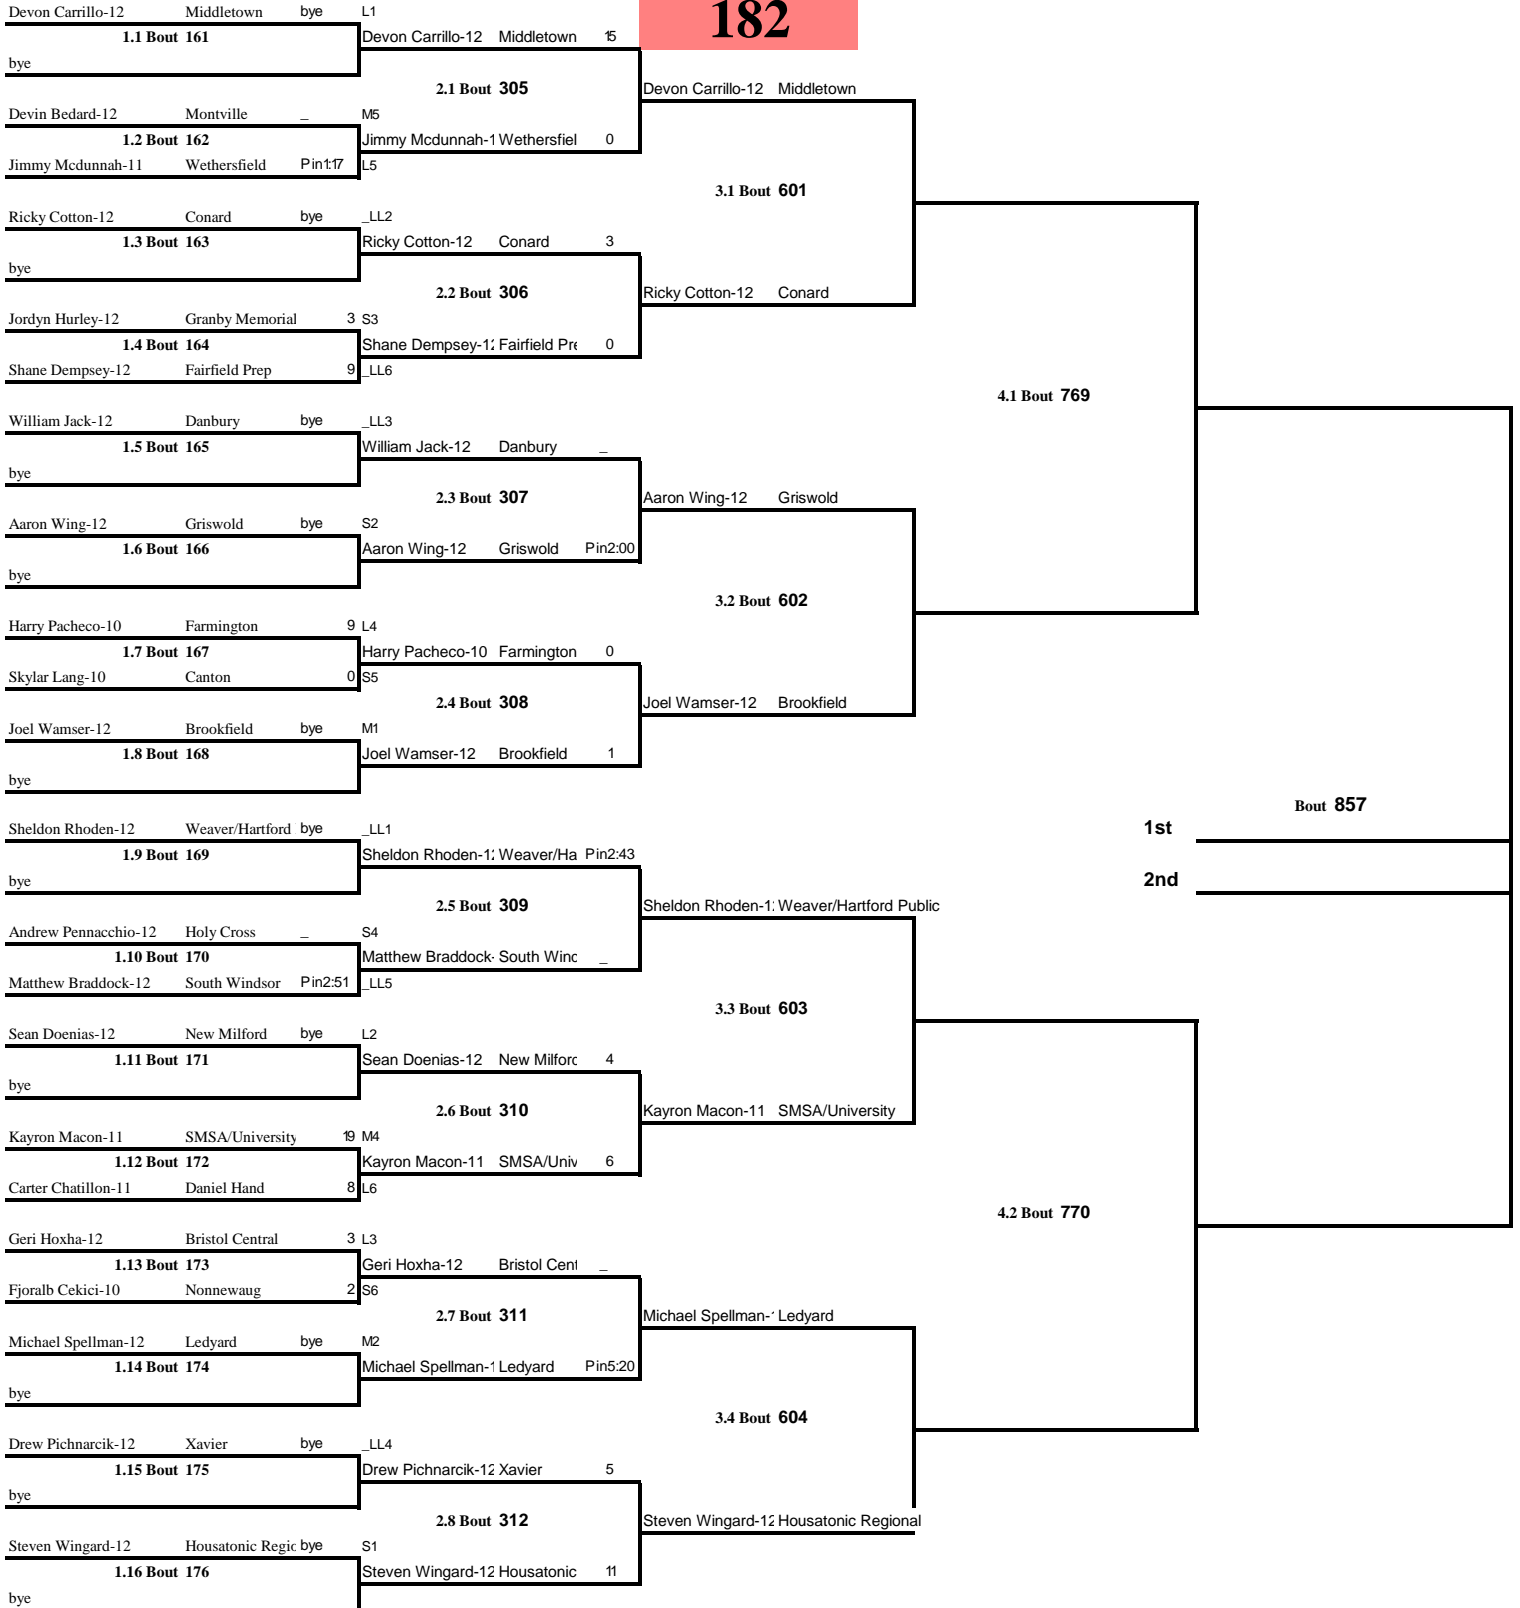 182
Devon Carrillo-12 Middletown bye L1
1.1 Bout 161 Devon Carrillo-12 Middletown 15
bye
2.1 Bout 305 Devon Carrillo-12 Middletown
Devin Bedard-12 Montville _ M5
1.2 Bout 162 Jimmy Mcdunnah-1 Wethersfiel 0
Jimmy Mcdunnah-11 Wethersfield Pin1:17 L5
3.1 Bout 601
Ricky Cotton-12 Conard bye _LL2
1.3 Bout 163 Ricky Cotton-12 Conard 3
bye
2.2 Bout 306 Ricky Cotton-12 Conard
Jordyn Hurley-12 Granby Memorial 3 S3
1.4 Bout 164 Shane Dempsey-12 Fairfield Pre 0
Shane Dempsey-12 Fairfield Prep 9 _LL6
4.1 Bout 769
William Jack-12 Danbury bye _LL3
1.5 Bout 165 William Jack-12 Danbury _
bye
2.3 Bout 307 Aaron Wing-12 Griswold
Aaron Wing-12 Griswold bye S2
1.6 Bout 166 Aaron Wing-12 Griswold Pin2:00
bye
3.2 Bout 602
Harry Pacheco-10 Farmington 9 L4
1.7 Bout 167 Harry Pacheco-10 Farmington 0
Skylar Lang-10 Canton 0 S5
2.4 Bout 308 Joel Wamser-12 Brookfield
Joel Wamser-12 Brookfield bye M1
1.8 Bout 168 Joel Wamser-12 Brookfield 1
bye
Bout 857
Sheldon Rhoden-12 Weaver/Hartford bye _LL1
1st
1.9 Bout 169 Sheldon Rhoden-12 Weaver/Ha Pin2:43
bye
2nd
2.5 Bout 309 Sheldon Rhoden-1 Weaver/Hartford Public
Andrew Pennacchio-12 Holy Cross _ S4
1.10 Bout 170 Matthew Braddock- South Wind _
Matthew Braddock-12 South Windsor Pin2:51 _LL5
3.3 Bout 603
Sean Doenias-12 New Milford bye L2
1.11 Bout 171 Sean Doenias-12 New Milford 4
bye
2.6 Bout 310 Kayron Macon-11 SMSA/University
Kayron Macon-11 SMSA/University 19 M4
1.12 Bout 172 Kayron Macon-11 SMSA/Univ 6
Carter Chatillon-11 Daniel Hand 8 L6
4.2 Bout 770
Geri Hoxha-12 Bristol Central 3 L3
1.13 Bout 173 Geri Hoxha-12 Bristol Cent _
Fjoralb Cekici-10 Nonnewaug 2 S6
2.7 Bout 311 Michael Spellman-1 Ledyard
Michael Spellman-12 Ledyard bye M2
1.14 Bout 174 Michael Spellman-1 Ledyard Pin5:20
bye
3.4 Bout 604
Drew Pichnarcik-12 Xavier bye _LL4
1.15 Bout 175 Drew Pichnarcik-12 Xavier 5
bye
2.8 Bout 312 Steven Wingard-12 Housatonic Regional
Steven Wingard-12 Housatonic Regic bye S1
1.16 Bout 176 Steven Wingard-12 Housatonic 11
bye